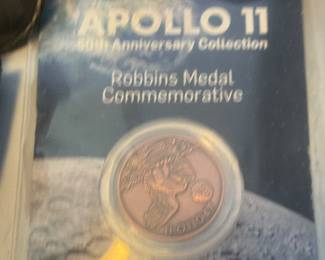 APOLLO 11
50th Anniversary Collection
Robbins Medal
Commemorative